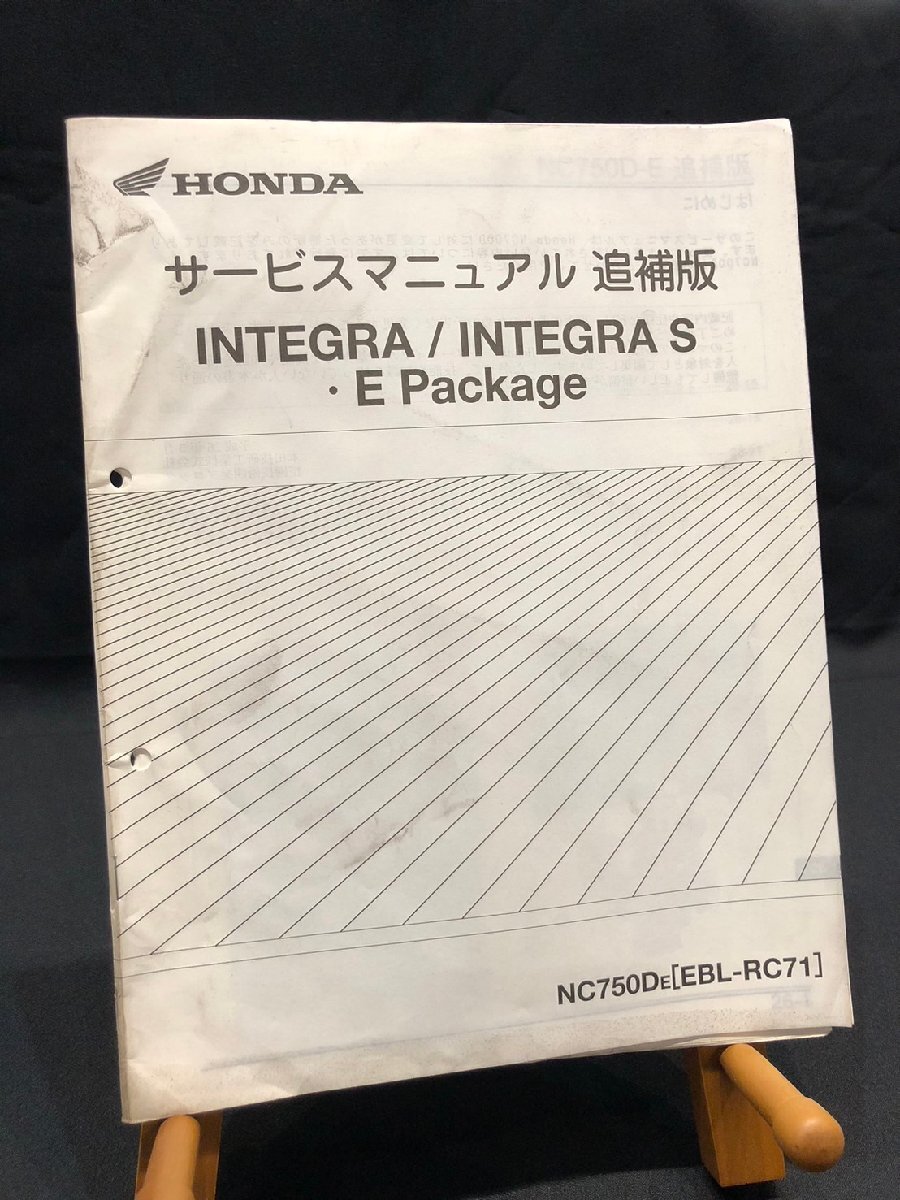 HONDA
サービスマニュアル 追補版
INTEGRA / INTEGRA S
・E Package
NC750DE[EBL-RC71]